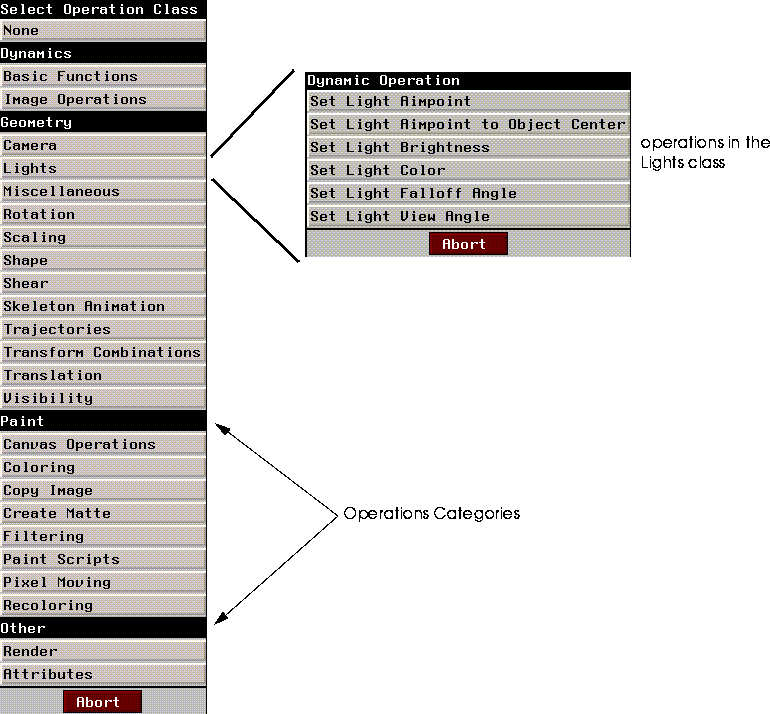 Select Operation Class
None
Dynamics
Basic Functions
Image Operations
Geometry
Camera
Lights
Miscellaneous
Rotation
Scaling
Shape
Shear
Skeleton Animation
Trajectories
Transform Combinations
Translation
Visibility
Paint
Canvas Operations
Coloring
Copy Image
Create Matte
Filtering
Paint Scripts
Pixel Moving
Recoloring
Other
Render
Attributes
Abort
Dynamic Operation
Set Light Aimpoint
Set Light Aimpoint to Object Center
Set Light Brightness
Set Light Color
Set Light Falloff Angle
Set Light View Angle
Abort
operations in the
Lights class
Operations Categories